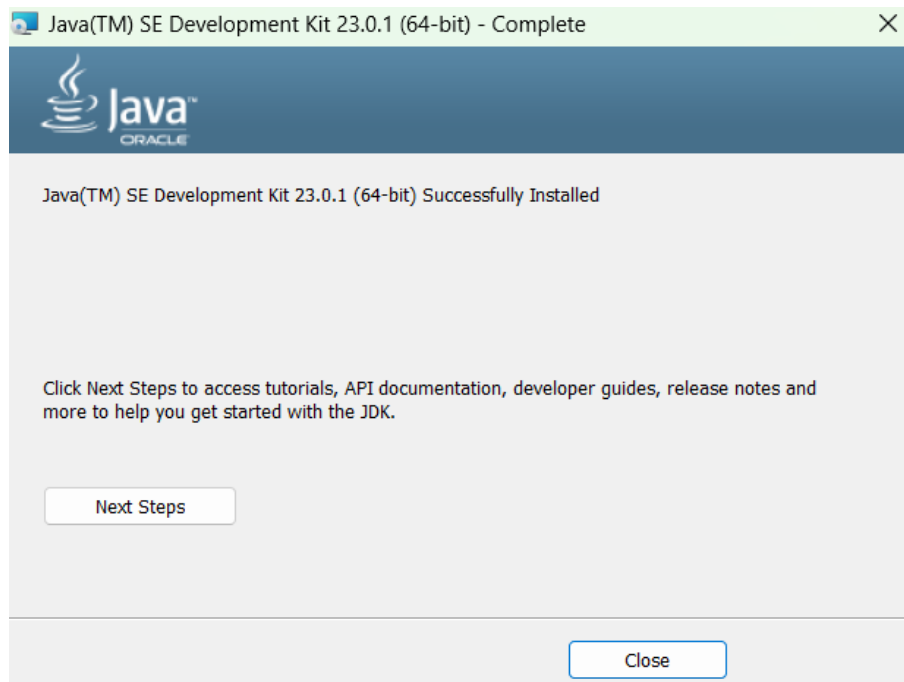 Java(TM) SE Development Kit 23.0.1 (64-bit) - Complete
Java™
ORACLE
Java(TM) SE Development Kit 23.0.1 (64-bit) Successfully Installed
Click Next Steps to access tutorials, API documentation, developer guides, release notes and
more to help you get started with the JDK.
Next Steps
Close